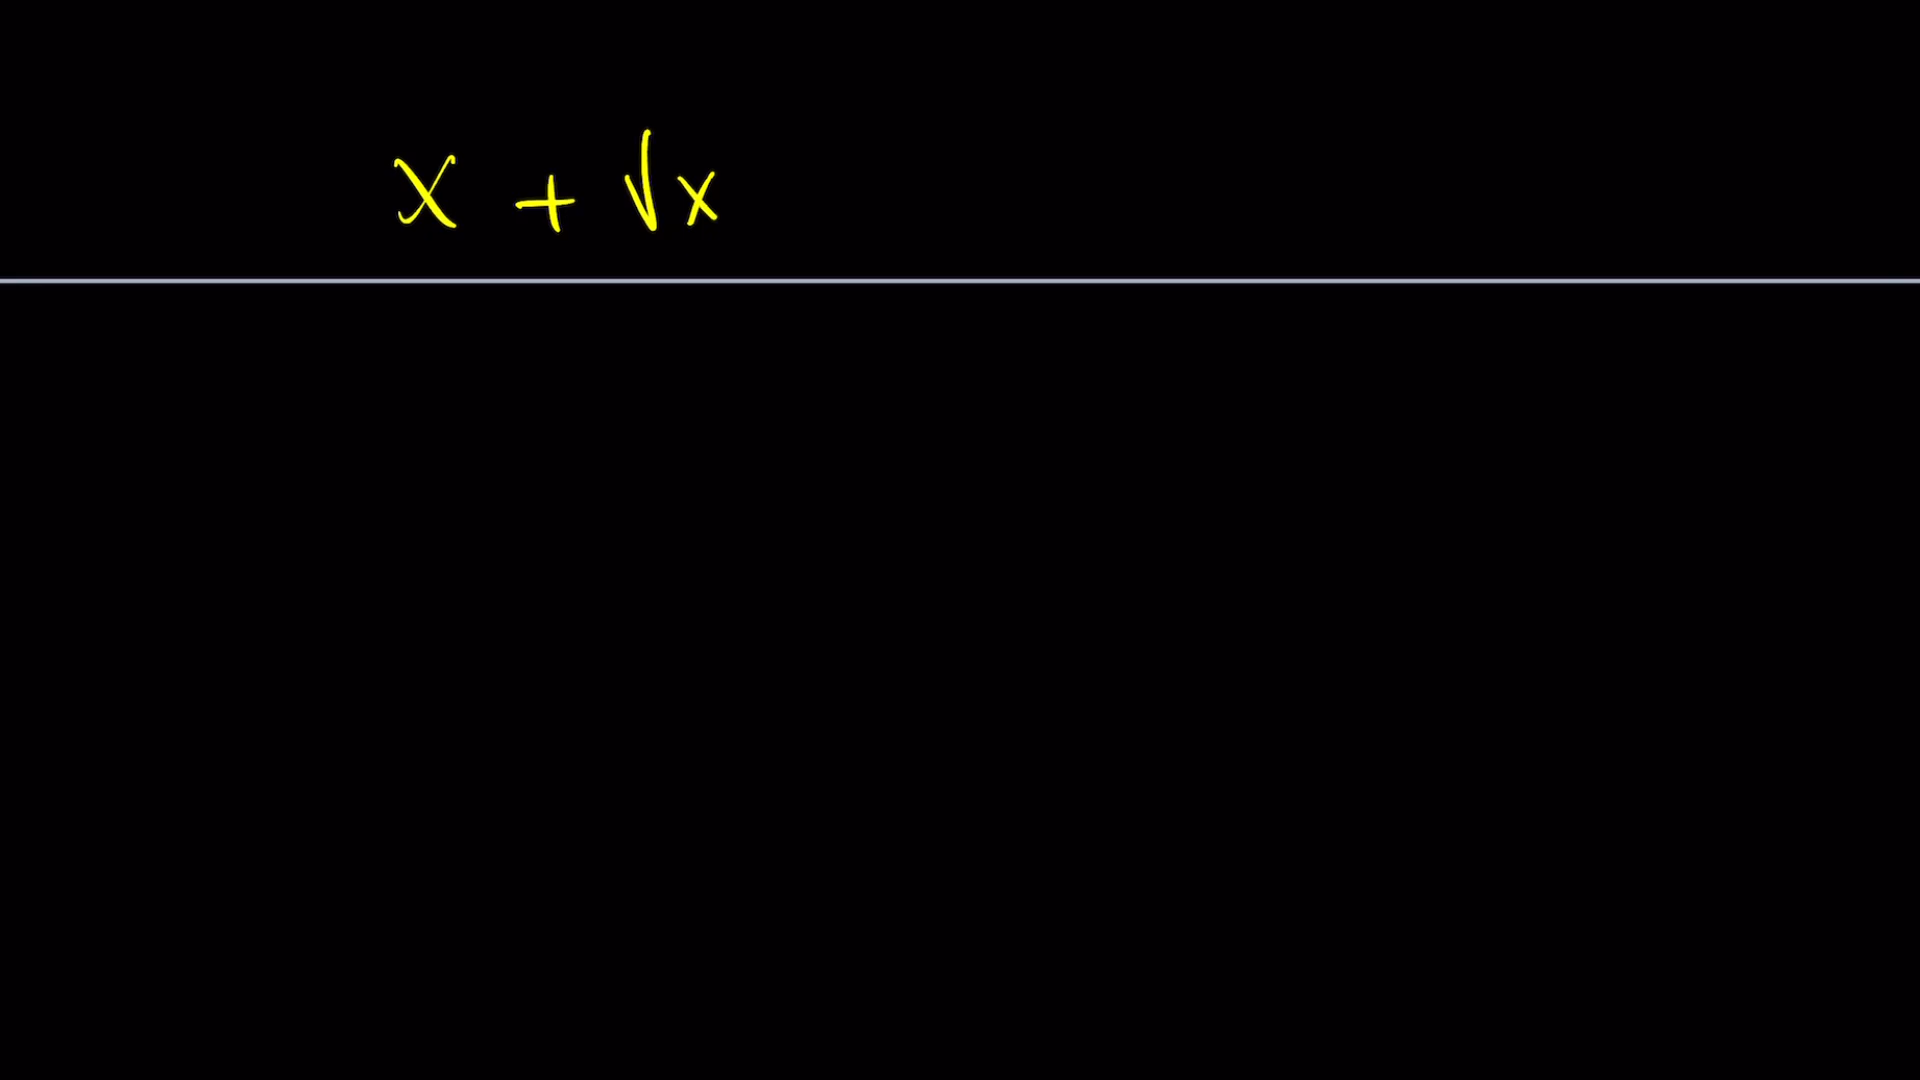 x + √x